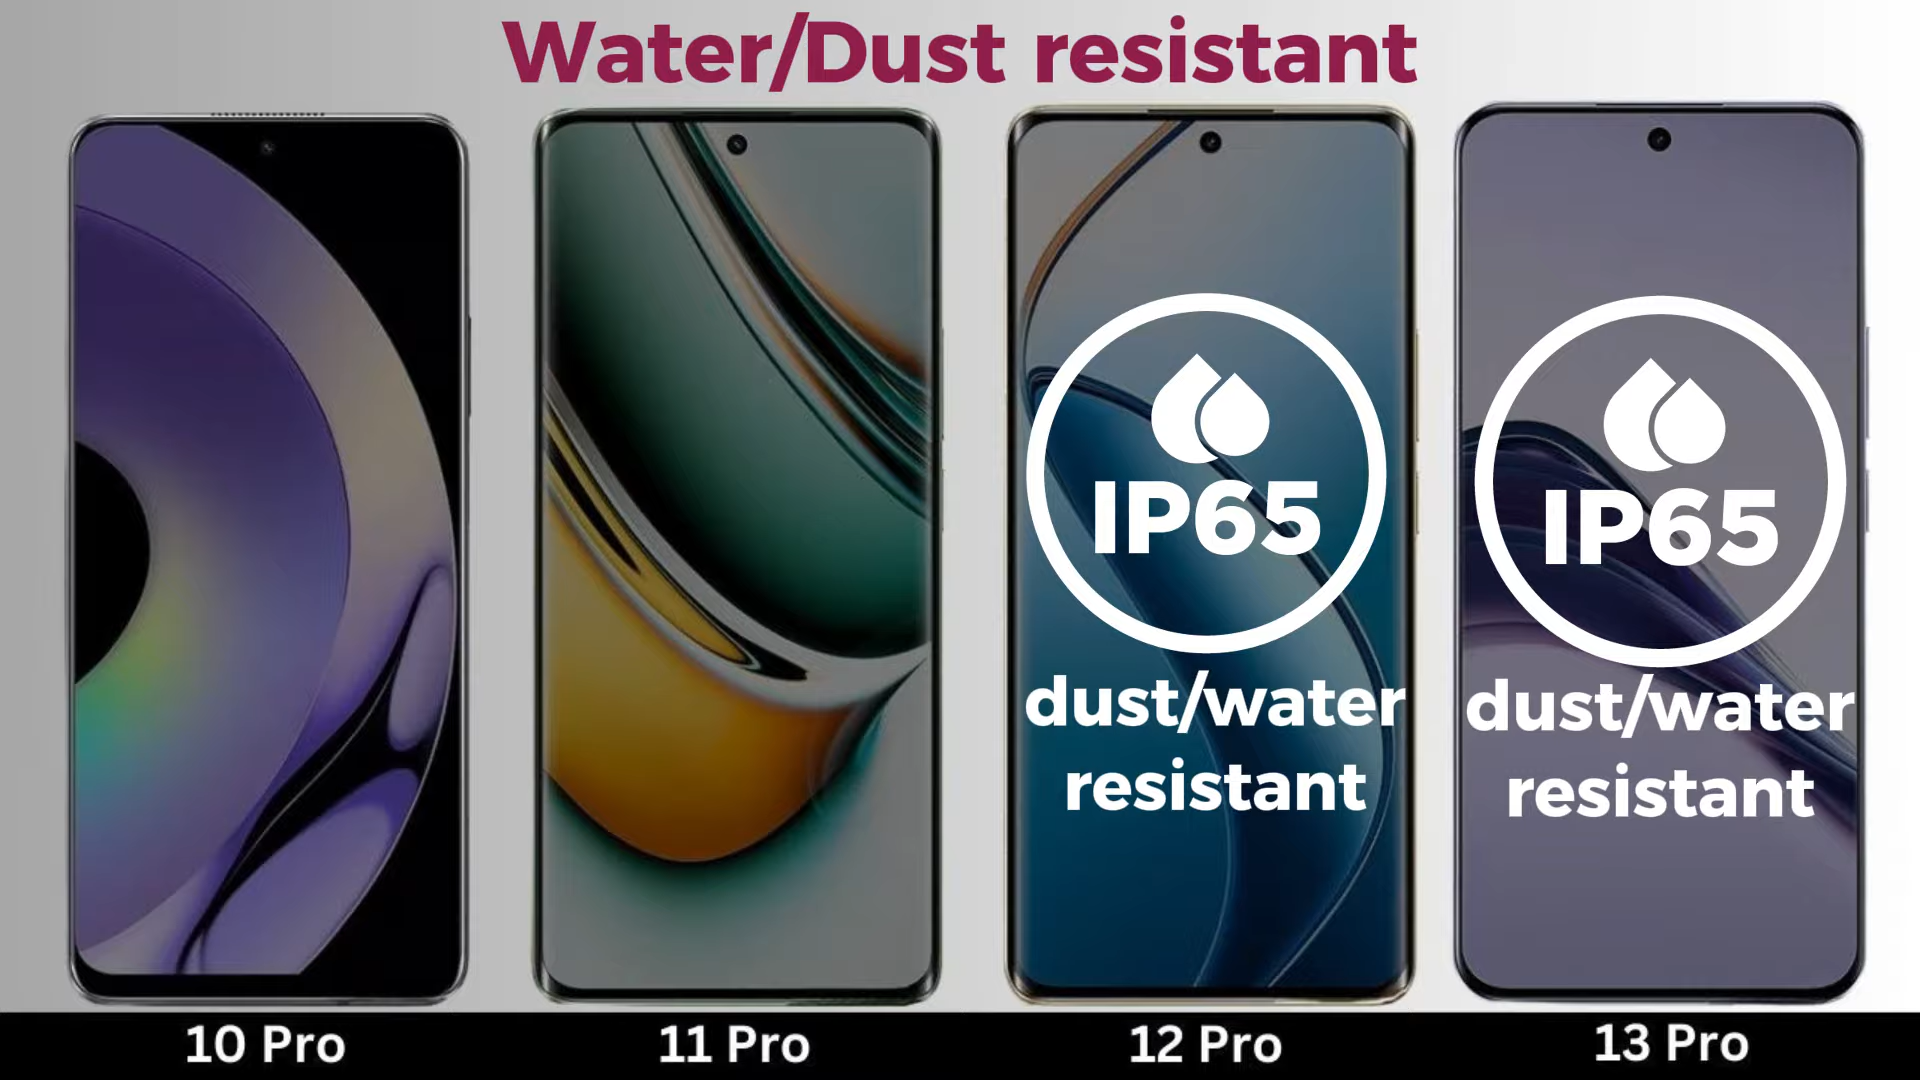 Water/Dust resistant
IP65
dust/water
resistant
IP65
dust/water
resistant
10 Pro
11 Pro
12 Pro
13 Pro